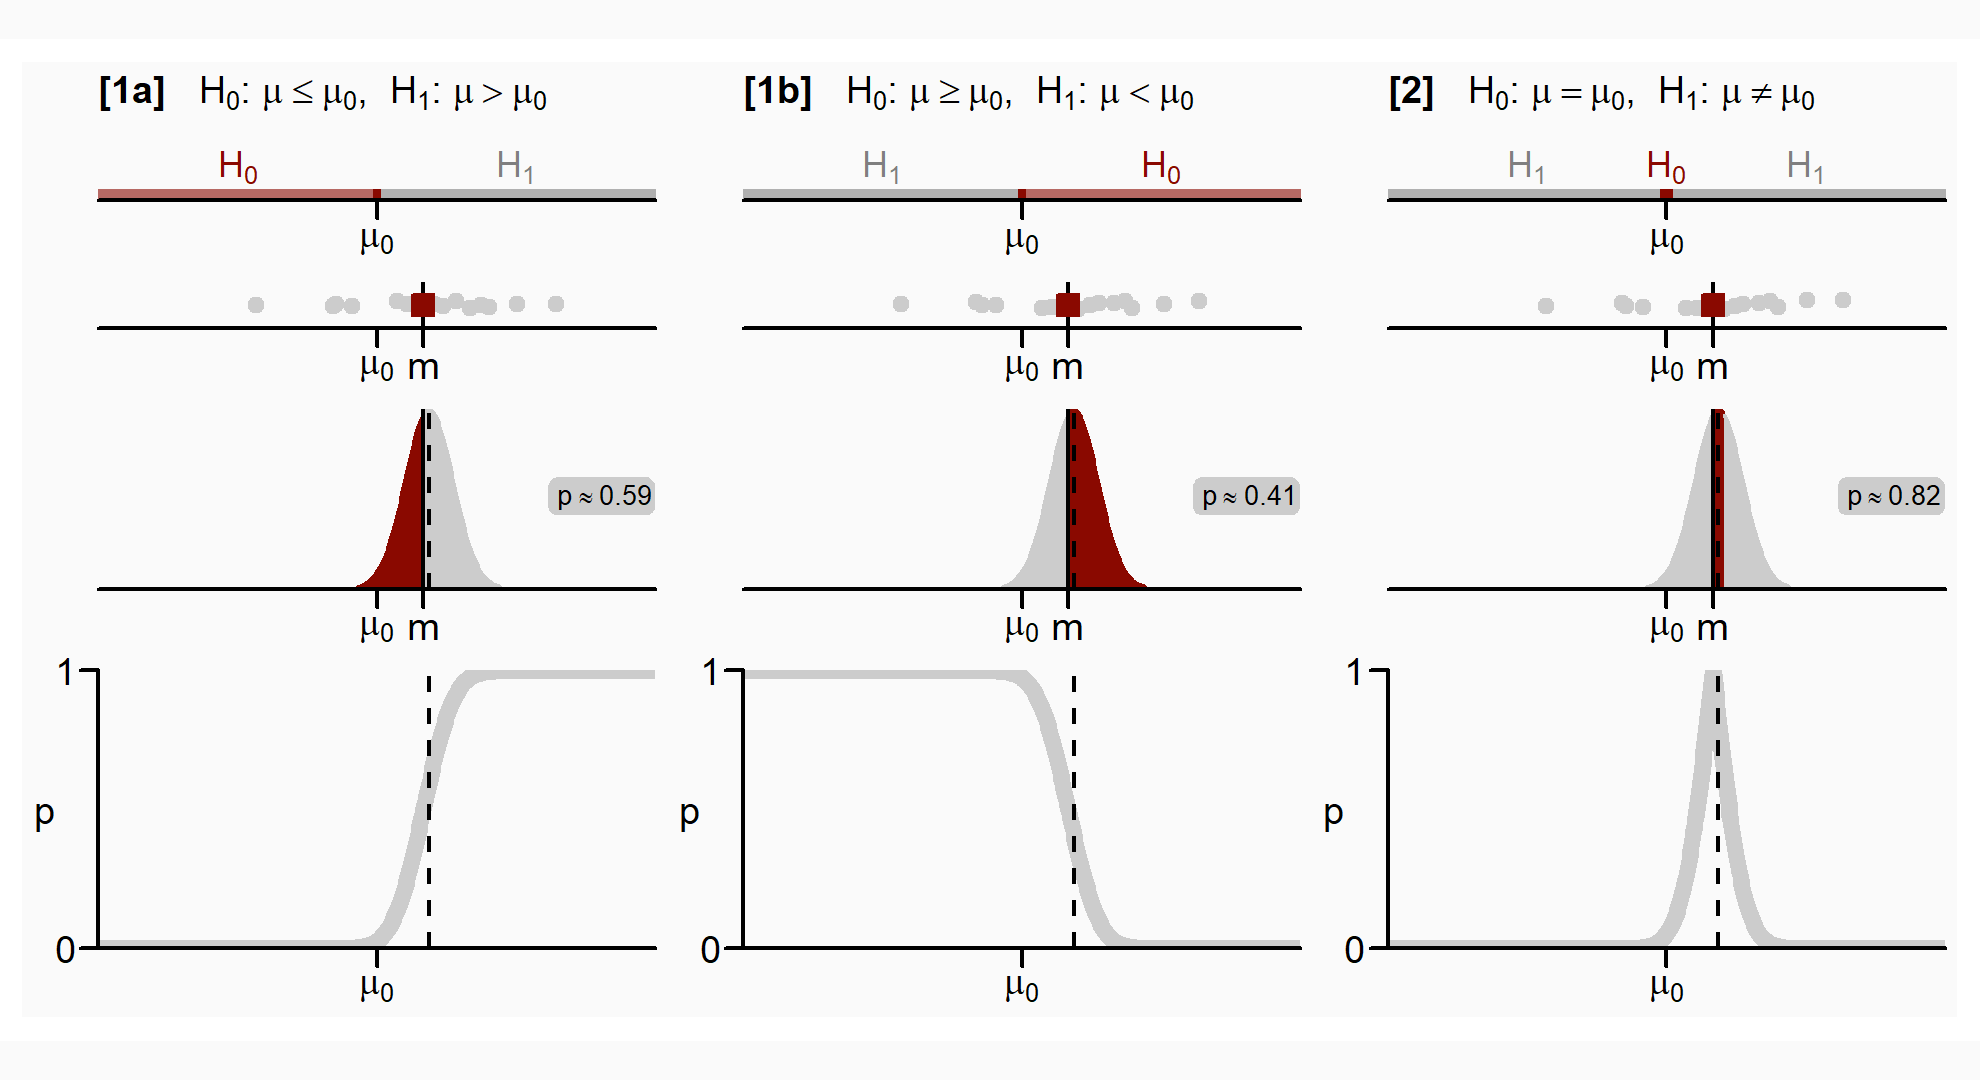 [1a] H₀: μ ≤ μ₀, H₁: μ > μ₀
H₀ H₁
μ₀
μ₀ m
p ≈ 0.59
μ₀ m
1
p
0
μ₀
[1b] H₀: μ ≥ μ₀, H₁: μ < μ₀
H₁ H₀
μ₀
μ₀ m
p ≈ 0.41
μ₀ m
1
p
0
μ₀
[2] H₀: μ = μ₀, H₁: μ ≠ μ₀
H₁ H₀ H₁
μ₀
μ₀ m
p ≈ 0.82
μ₀ m
1
p
0
μ₀